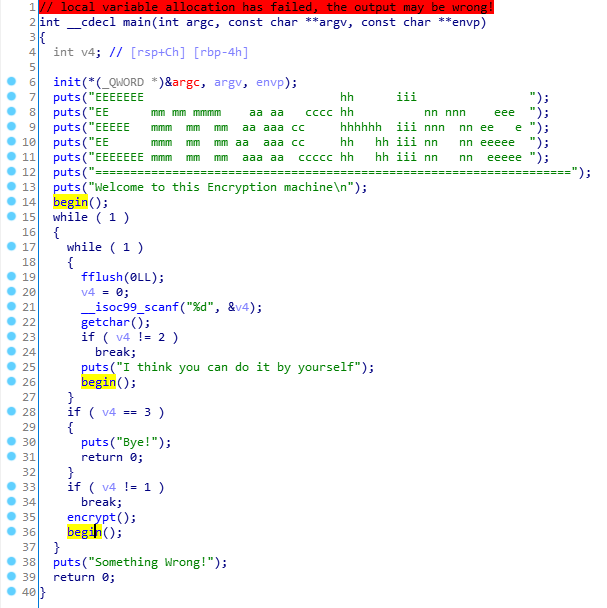 1 // local variable allocation has failed, the output may be wrong!
2 int __cdecl main(int argc, const char **argv, const char **envp)
3 {
4   int v4; // [rsp+Ch] [rbp-4h]
5
6   init(*(_QWORD *)&argc, argv, envp);
7   puts("EEEEEEE                            hh      iii                ");
8   puts("EE      mm mm mmmm    aa aa   cccc hh         nn nnn    eee  ");
9   puts("EEEEE   mmm  mm  mm  aa aaa cc     hhhhhh  iii nnn  nn ee   e ");
10   puts("EE      mmm  mm  mm aa  aaa cc     hh   hh iii nn   nn eeeee ");
11   puts("EEEEEEE mmm  mm  mm  aaa aa  ccccc hh   hh iii nn   nn  eeeee ");
12   puts("====================================================================");
13   puts("Welcome to this Encryption machine\n");
14   begin();
15   while ( 1 )
16   {
17     while ( 1 )
18     {
19       fflush(0LL);
20       v4 = 0;
21       __isoc99_scanf("%d", &v4);
22       getchar();
23       if ( v4 != 2 )
24         break;
25       puts("I think you can do it by yourself");
26       begin();
27     }
28     if ( v4 == 3 )
29     {
30       puts("Bye!");
31       return 0;
32     }
33     if ( v4 != 1 )
34       break;
35     encrypt();
36     begin();
37   }
38   puts("Something Wrong!");
39   return 0;
40 }